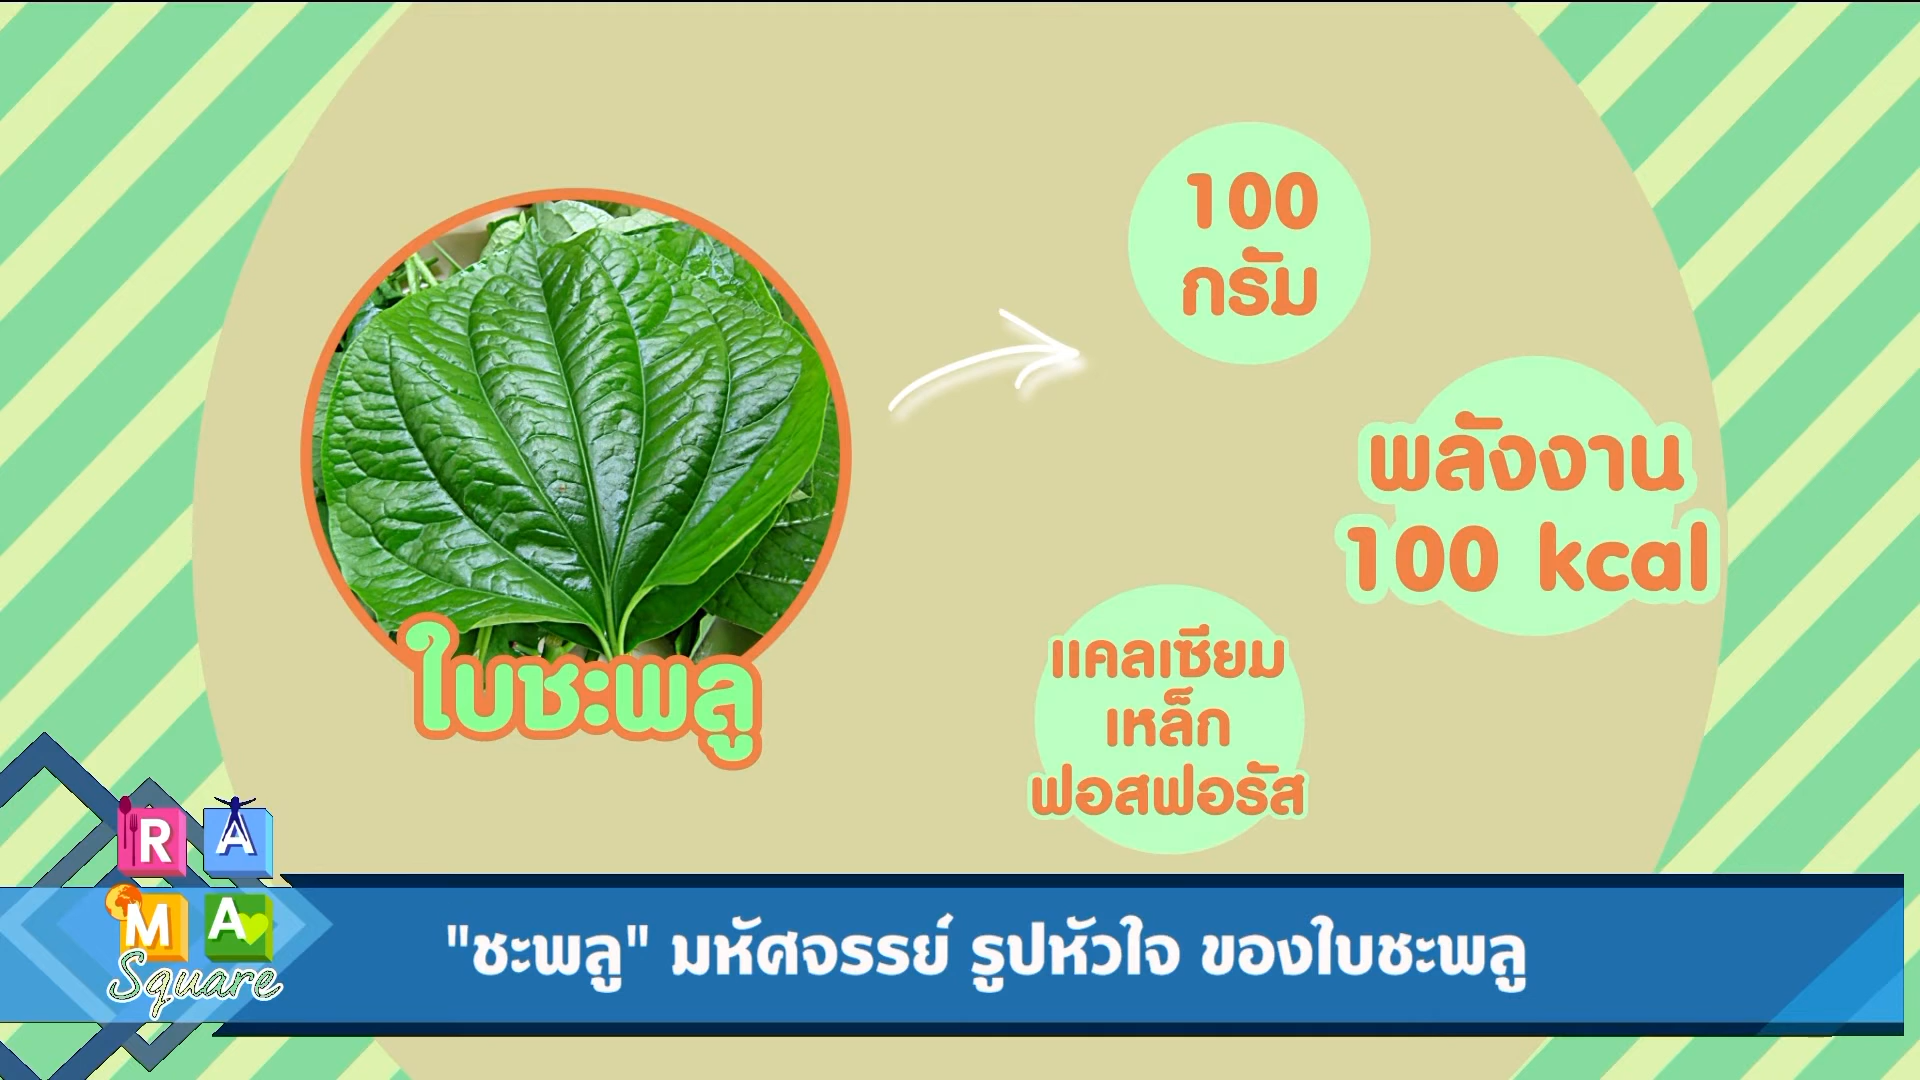 100
กรัม
พลังงาน
100 kcal
ใบชะพลู
แคลเซียม
เหล็ก
ฟอสฟอรัส
RA
MA
Square
"ชะพลู" มหัศจรรย์ รูปหัวใจ ของใบชะพลู